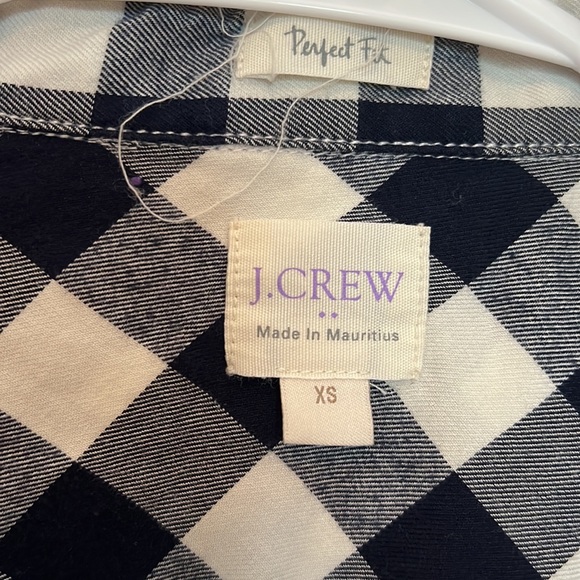 Perfect Fit
J.CREW
Made In Mauritius
XS